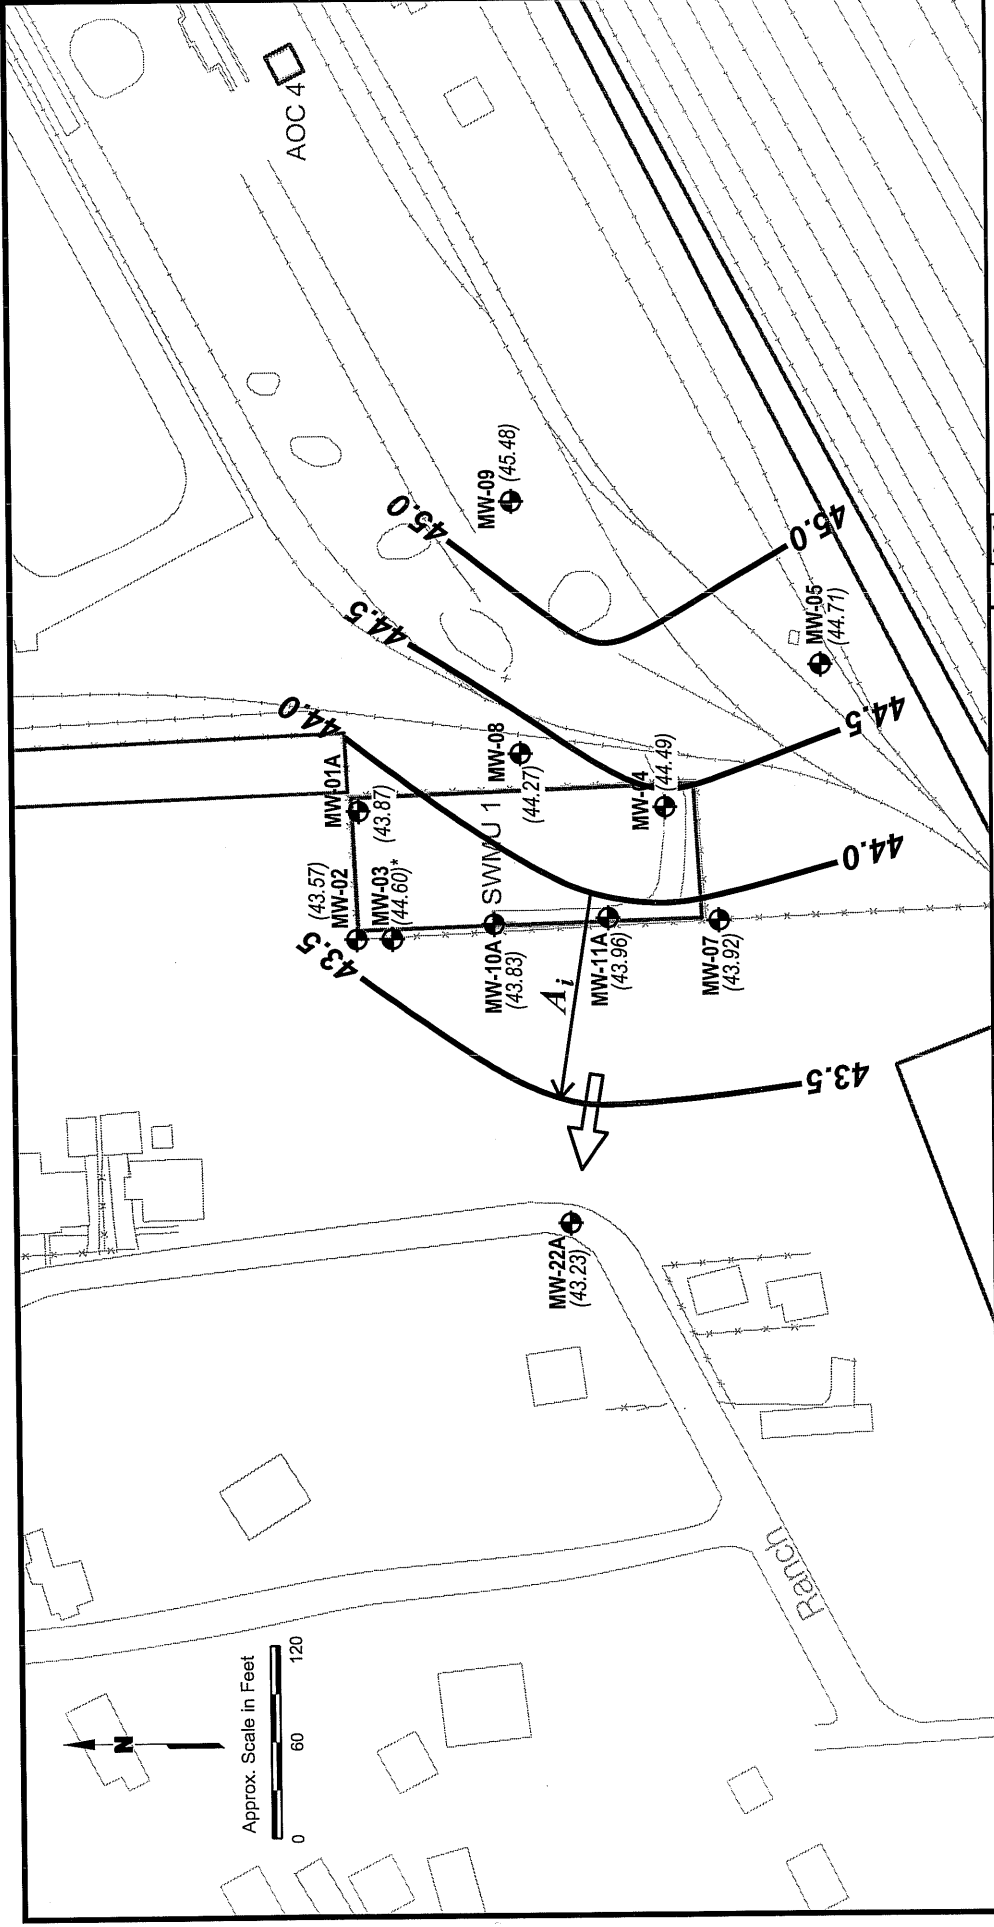 AOC 4
MW-09
(45.48)
45.0
45.0
MW-05
(44.71)
44.5
44.5
MW-08
(44.27)
MW-04
(44.49)
44.0
44.0
MW-01A
(43.87)
SWMU 1
(43.57)
MW-02
MW-03
(44.60)*
MW-10A
(43.83)
MW-11A
(43.96)
MW-07
(43.92)
43.5
43.5
Ai
MW-22A
(43.23)
Ranch
N
Approx. Scale in Feet
0 60 120